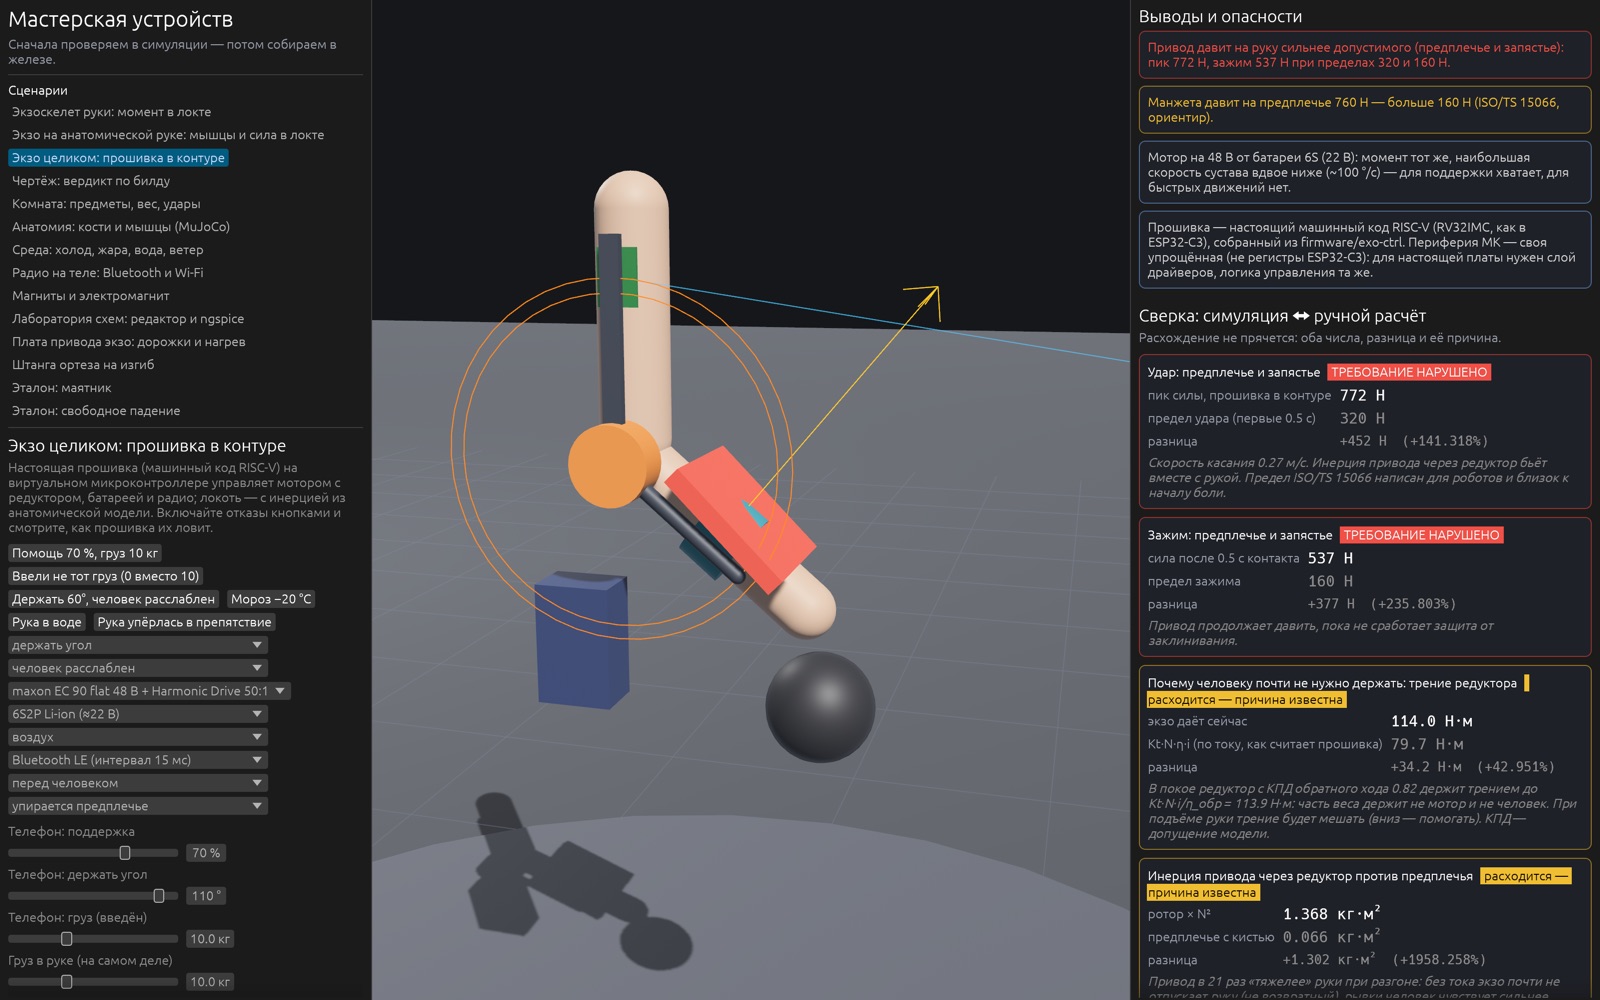 Мастерская устройств
Сначала проверяем в симуляции — потом собираем в
железе.
Сценарии
Экзоскелет руки: момент в локте
Экзо на анатомической руке: мышцы и сила в локте
Экзо целиком: прошивка в контуре
Чертёж: вердикт по билду
Комната: предметы, вес, удары
Анатомия: кости и мышцы (MuJoCo)
Среда: холод, жара, вода, ветер
Радио на теле: Bluetooth и Wi-Fi
Магниты и электромагнит
Лаборатория схем: редактор и ngspice
Плата привода экзо: дорожки и нагрев
Штанга ортеза на изгиб
Эталон: маятник
Эталон: свободное падение
Экзо целиком: прошивка в контуре
Настоящая прошивка (машинный код RISC-V) на
виртуальном микроконтроллере управляет мотором с
редуктором, батареей и радио; локоть — с инерцией из
анатомической модели. Включайте отказы кнопками и
смотрите, как прошивка их ловит.
Помощь 70 %, груз 10 кг
Ввели не тот груз (0 вместо 10)
Держать 60°, человек расслаблен Мороз −20 °C
Рука в воде Рука упёрлась в препятствие
держать угол
человек расслаблен
maxon EC 90 flat 48 В + Harmonic Drive 50:1
6S2P Li-ion (≈22 В)
воздух
Bluetooth LE (интервал 15 мс)
перед человеком
упирается предплечье
Телефон: поддержка
70 %
Телефон: держать угол
110 °
Телефон: груз (введён)
10.0 кг
Груз в руке (на самом деле)
10.0 кг
Выводы и опасности
Привод давит на руку сильнее допустимого (предплечье и запястье):
пик 772 Н, зажим 537 Н при пределах 320 и 160 Н.
Манжета давит на предплечье 760 Н — больше 160 Н (ISO/TS 15066,
ориентир).
Мотор на 48 В от батареи 6S (22 В): момент тот же, наибольшая
скорость сустава вдвое ниже (~100 °/с) — для поддержки хватает, для
быстрых движений нет.
Прошивка — настоящий машинный код RISC-V (RV32IMC, как в
ESP32-C3), собранный из firmware/exo-ctrl. Периферия МК — своя
упрощённая (не регистры ESP32-C3): для настоящей платы нужен слой
драйверов, логика управления та же.
Сверка: симуляция ⬌ ручной расчёт
Расхождение не прячется: оба числа, разница и её причина.
Удар: предплечье и запястье ТРЕБОВАНИЕ НАРУШЕНО
пик силы, прошивка в контуре 772 Н
предел удара (первые 0.5 с) 320 Н
разница +452 Н (+141.318%)
Скорость касания 0.27 м/с. Инерция привода через редуктор бьёт
вместе с рукой. Предел ISO/TS 15066 написан для роботов и близок к
началу боли.
Зажим: предплечье и запястье ТРЕБОВАНИЕ НАРУШЕНО
сила после 0.5 с контакта 537 Н
предел зажима 160 Н
разница +377 Н (+235.803%)
Привод продолжает давить, пока не сработает защита от
заклинивания.
Почему человеку почти не нужно держать: трение редуктора
расходится — причина известна
экзо даёт сейчас 114.0 Н·м
Kt·N·η·i (по току, как считает прошивка) 79.7 Н·м
разница +34.2 Н·м (+42.951%)
В покое редуктор с КПД обратного хода 0.82 держит трением до
Kt·N·i/η_обр = 113.9 Н·м: часть веса держит не мотор и не человек. При
подъёме руки трение будет мешать (вниз — помогать). КПД —
допущение модели.
Инерция привода через редуктор против предплечья расходится —
причина известна
ротор × N² 1.368 кг·м²
предплечье с кистью 0.066 кг·м²
разница +1.302 кг·м² (+1958.258%)
Привод в 21 раз «тяжелее» руки при разгоне: без тока экзо почти не